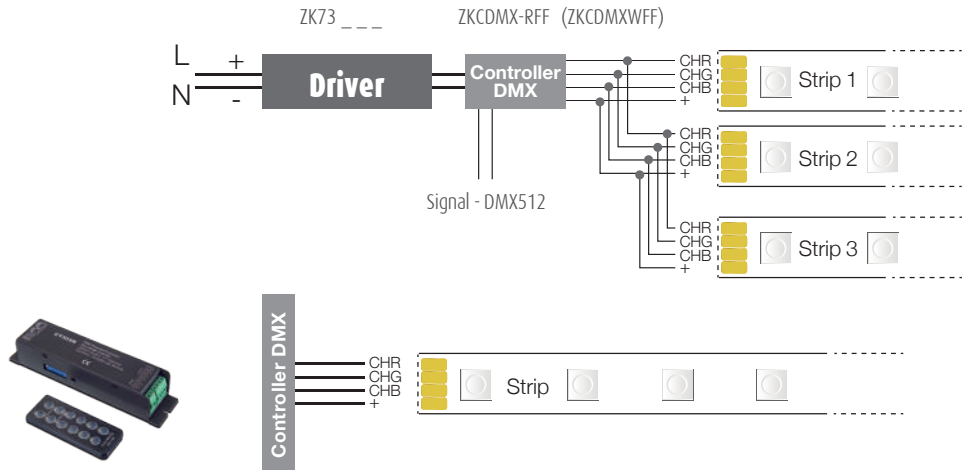 ZK73 _ _ _ ZKCDMX-RFF (ZKCDMXWFF)
L +
N -
Driver
Controller
DMX
Signal - DMX512
CHR
CHG
CHB
+
Strip 1
CHR
CHG
CHB
+
Strip 2
CHR
CHG
CHB
+
Strip 3
Controller DMX
CHR
CHG
CHB
+
Strip